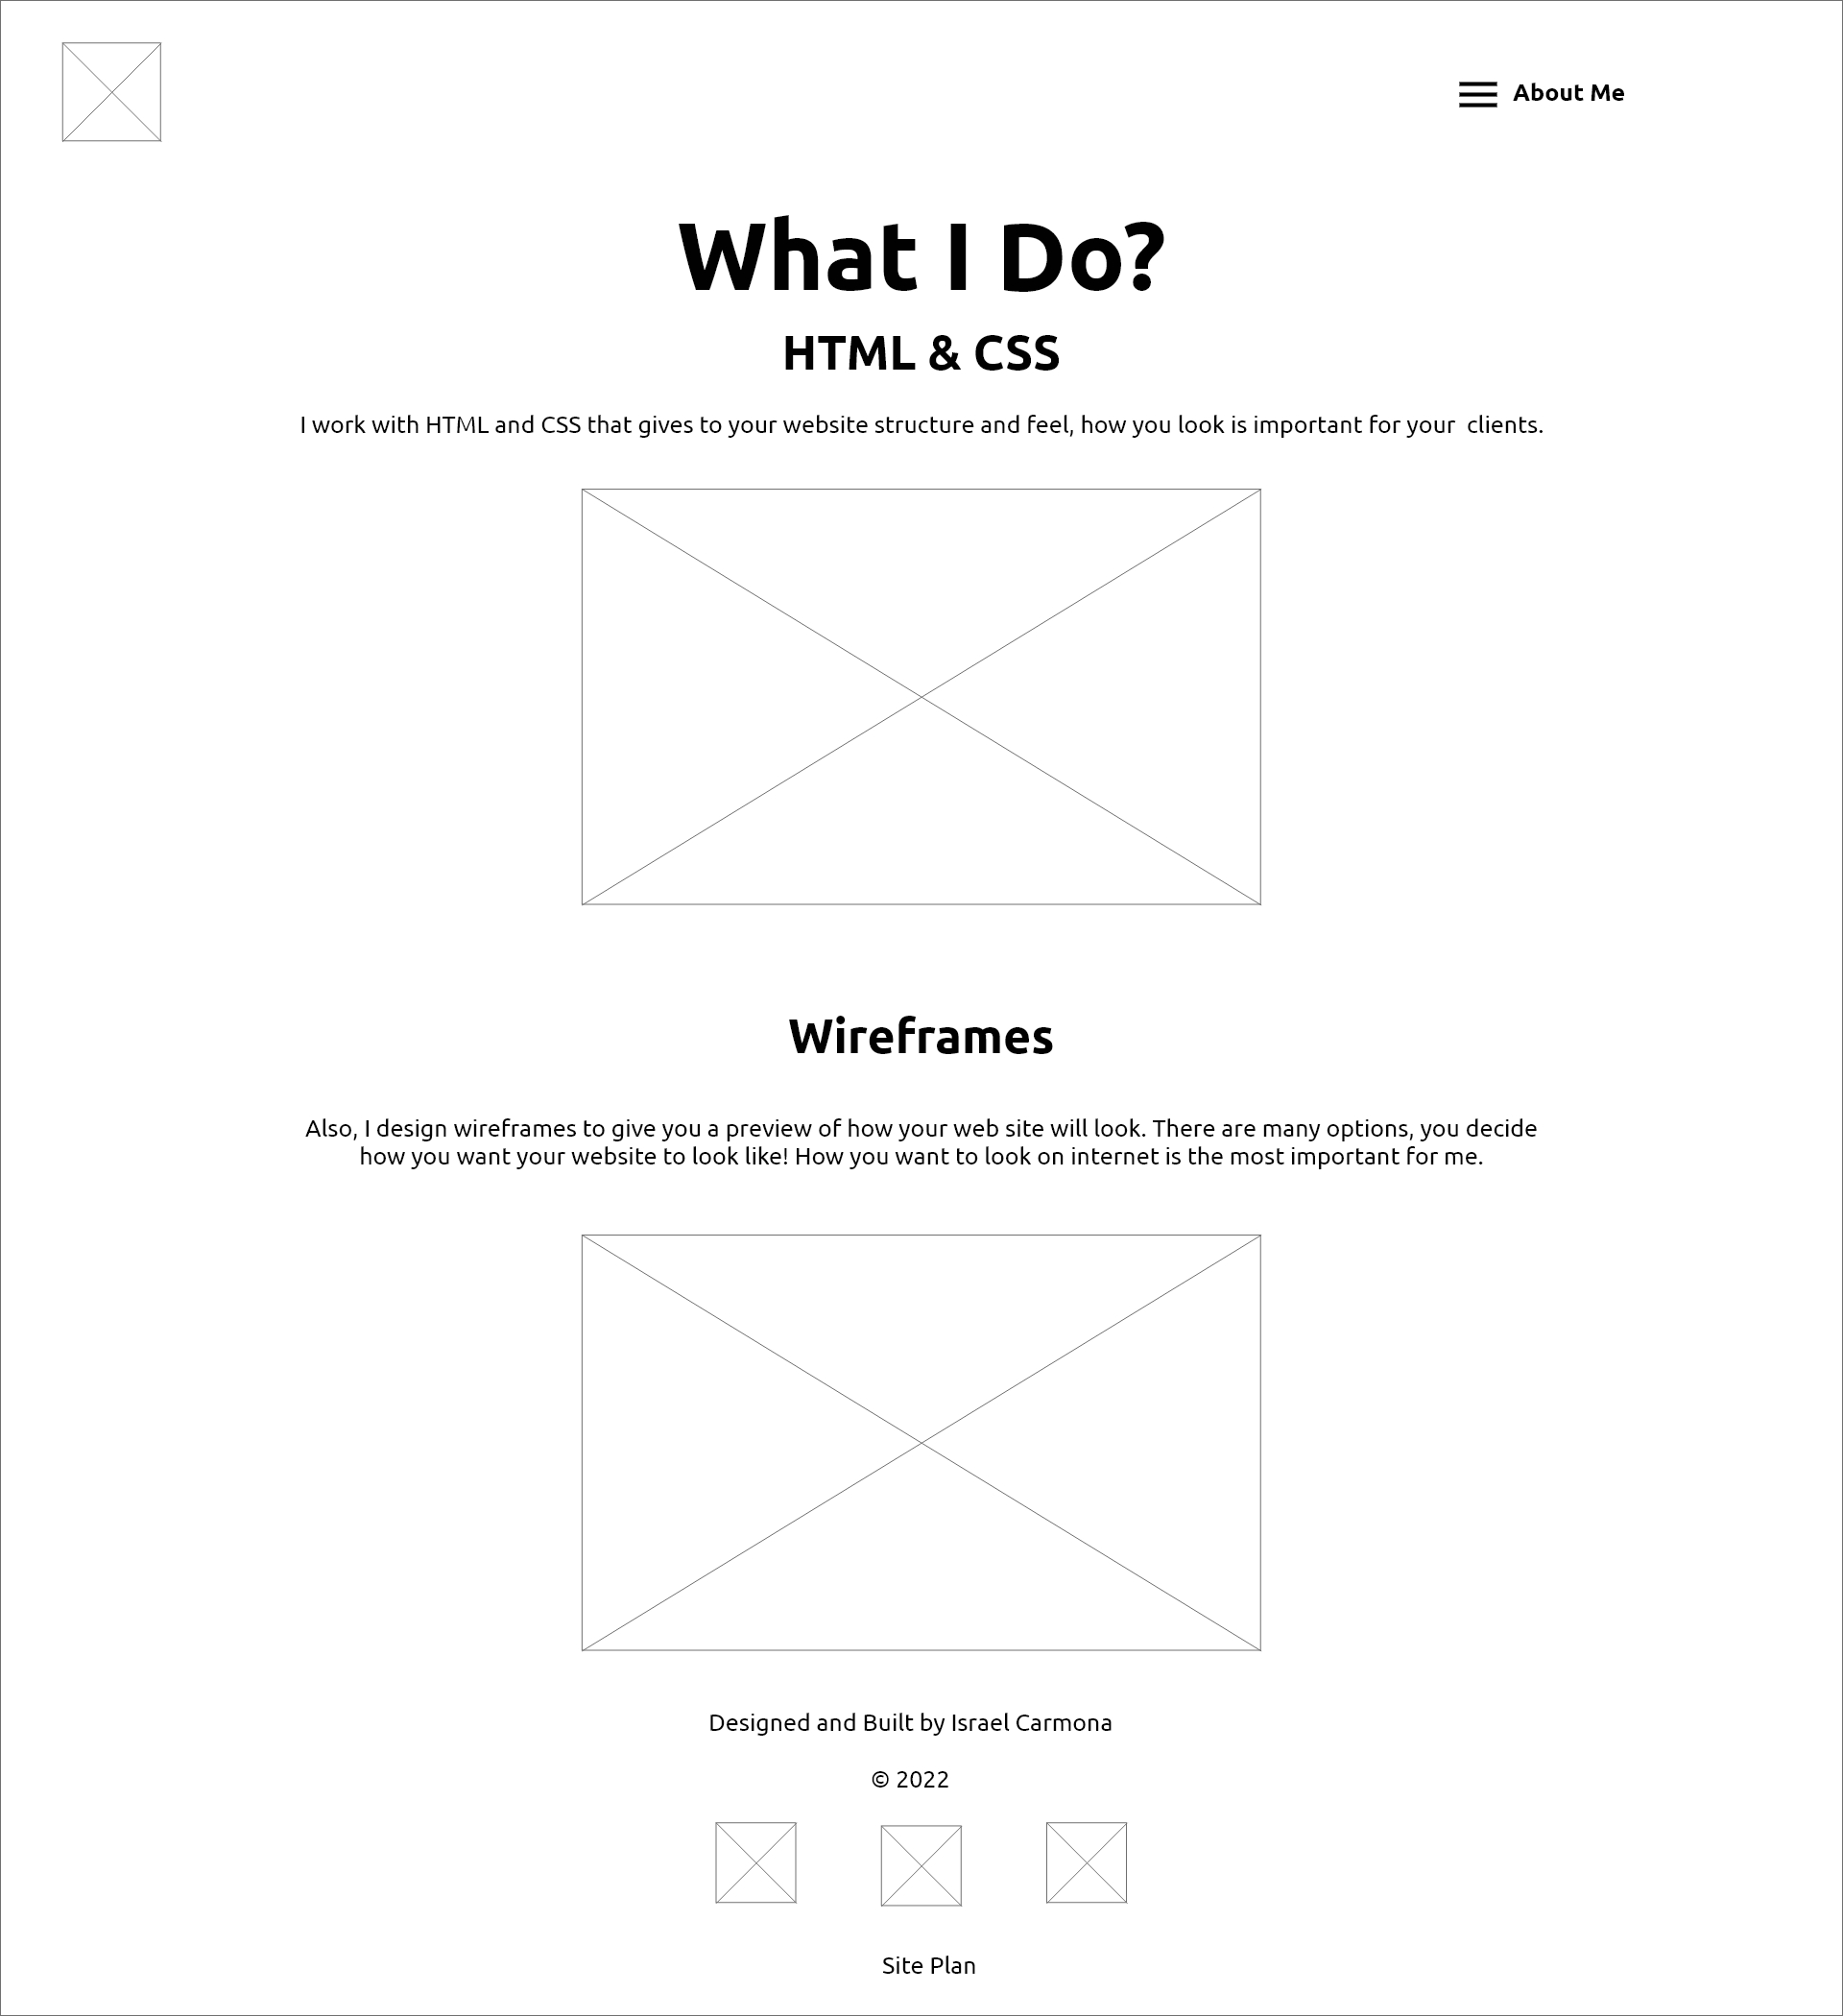 About Me
What I Do?
HTML & CSS
I work with HTML and CSS that gives to your website structure and feel, how you look is important for your  clients.
Wireframes
Also, I design wireframes to give you a preview of how your web site will look. There are many options, you decide
how you want your website to look like! How you want to look on internet is the most important for me.
Designed and Built by Israel Carmona
© 2022
Site Plan